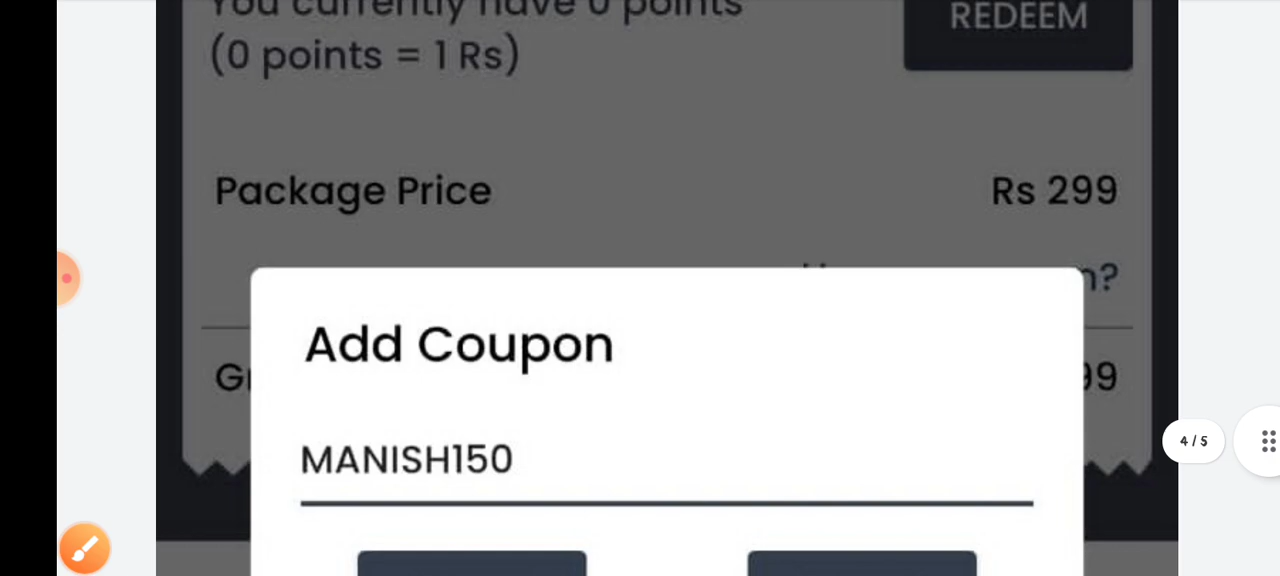 You currently have 0 points
(0 points = 1 Rs)
REDEEM
Package Price
Rs 299
Add Coupon
MANISH150
4 / 5